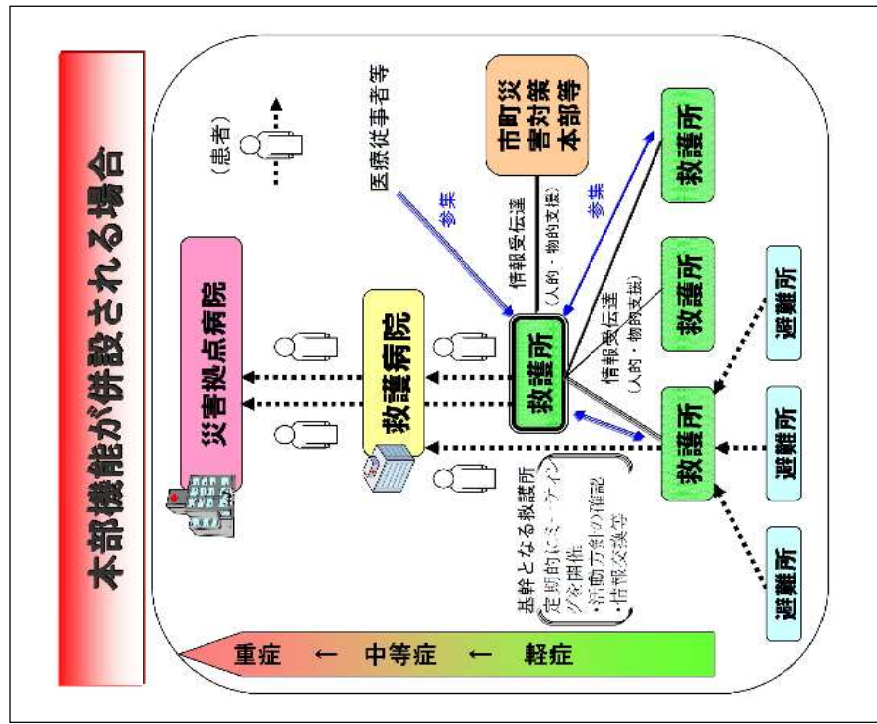 本部機能が併設される場合
(患者)
災害拠点病院
医療従事者等
参集
救護病院
市町災
害対策
本部等
情報受伝達
(人的・物的支援)
救護所
参集
情報受伝達
(人的・物的支援)
基幹となる救護所
定期的にミーティン
グを開催
・活動方針の確認
・情報交換等
救護所
救護所
救護所
避難所
避難所
避難所
重症 ← 中等症 ← 軽症